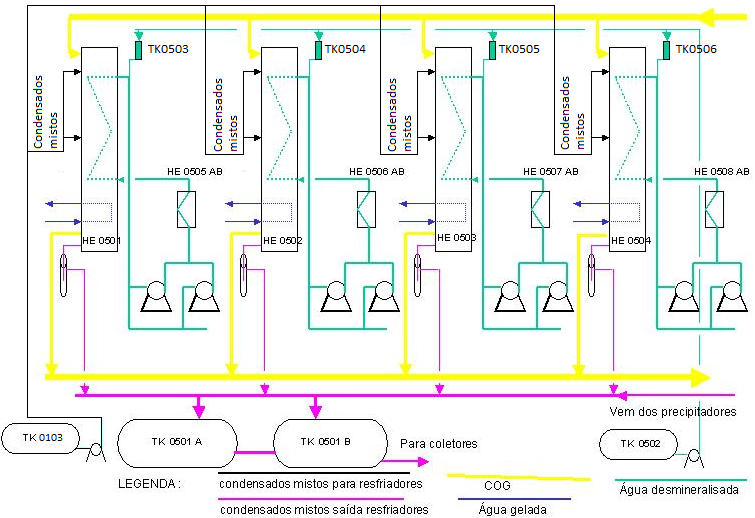 TK0503
TK0504
TK0505
TK0506
Condensados
mistos
Condensados
mistos
Condensados
mistos
Condensados
mistos
HE 0505 AB
HE 0506 AB
HE 0507 AB
HE 0508 AB
HE 0501
HE 0502
HE 0503
HE 0504
Vem dos precipitadores
TK 0103
TK 0501 A
TK 0501 B
Para coletores
TK 0502
LEGENDA :
condensados mistos para resfriadores
condensados mistos saída resfriadores
COG
Água gelada
Água desmineralisada